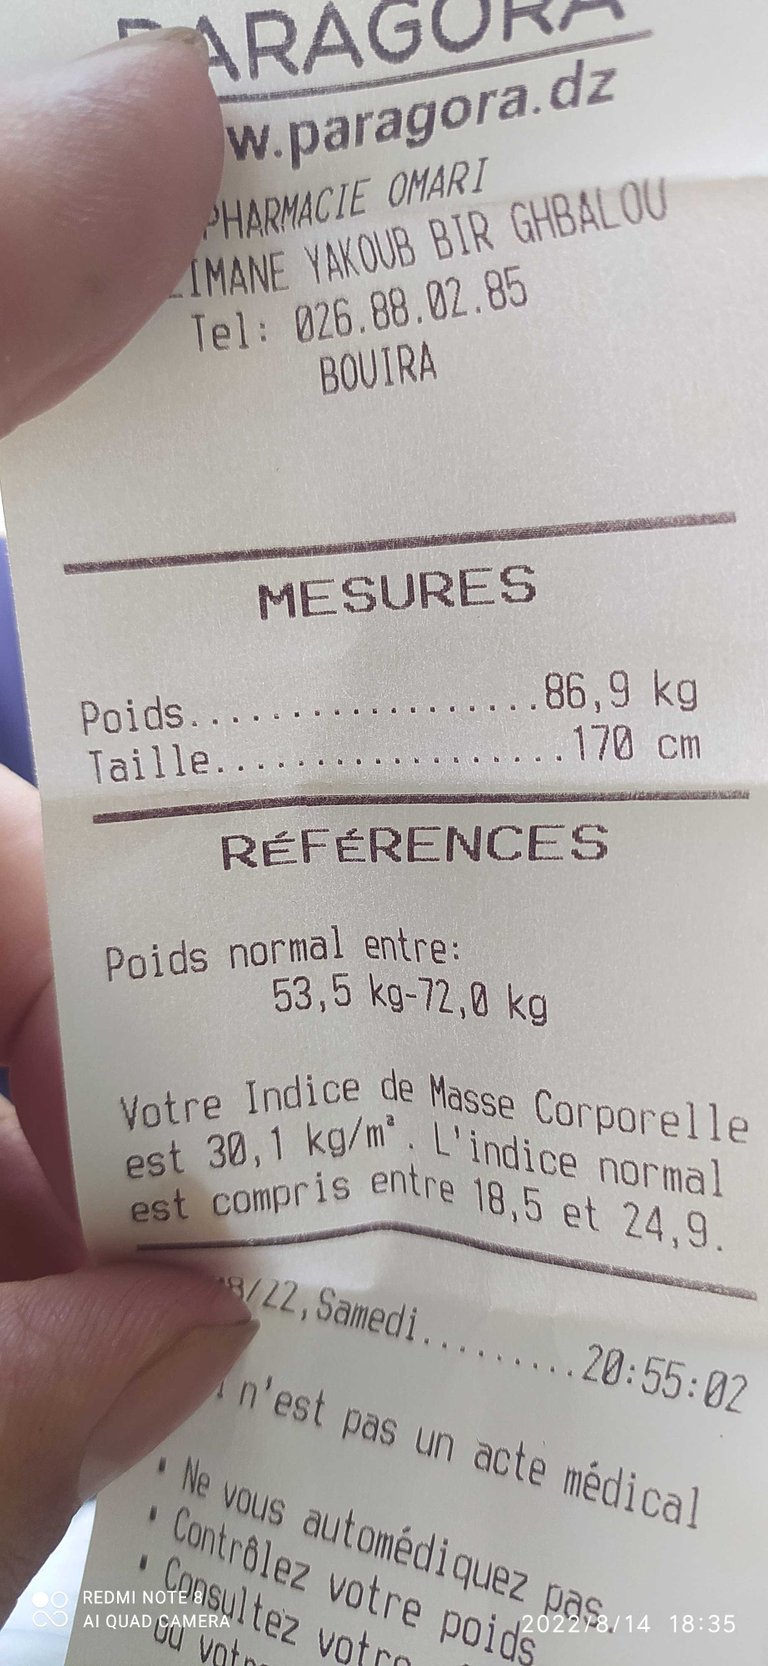 PARAGORA
w.paragora.dz
PHARMACIE OMARI
YAKOUB BIR GHBALOU
Tel: 026.88.02.85
BOUIRA
MESURES
Poids..................86,9 kg
Taille..................170 cm
RÉFÉRENCES
Poids normal entre:
53,5 kg-72,0 kg
Votre Indice de Masse Corporelle
est 30,1 kg/m². L'indice normal
est compris entre 18,5 et 24,9.
8/22,Samedi.........20:55:02
n'est pas un acte médical
• Ne vous automédiquez pas.
• Contrôlez votre poids
• Consultez votre
ou votre
REDMI NOTE 8
AI QUAD CAMERA
2022/8/14 18:35